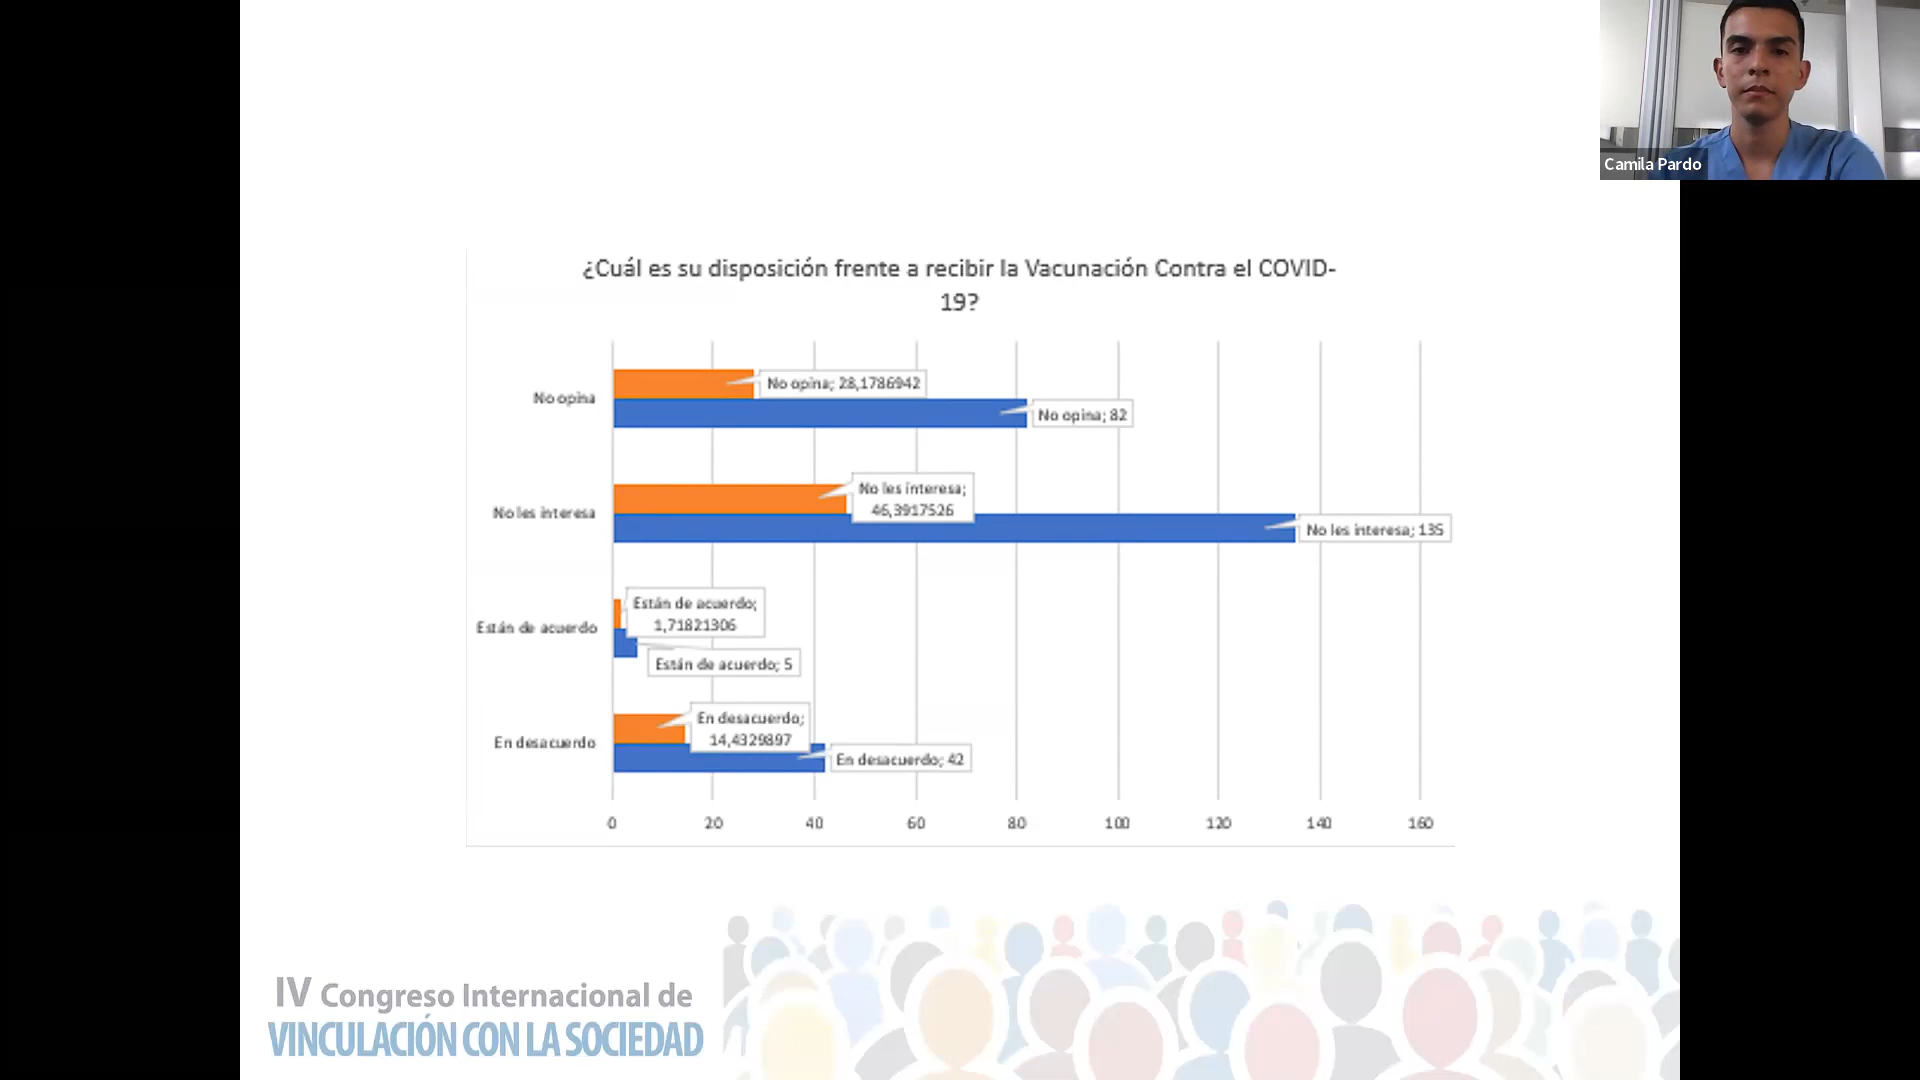 Camila Pardo
¿Cuál es su disposición frente a recibir la Vacunación Contra el COVID-
19?
No opina
No opina; 28,1786942
No opina; 82
No les interesa
No les interesa;
46,3917526
No les interesa; 135
Están de acuerdo
Están de acuerdo;
1,71821306
Están de acuerdo; 5
En desacuerdo
En desacuerdo;
14,4329897
En desacuerdo; 42
0 20 40 60 80 100 120 140 160
IV Congreso Internacional de
VINCULACIÓN CON LA SOCIEDAD